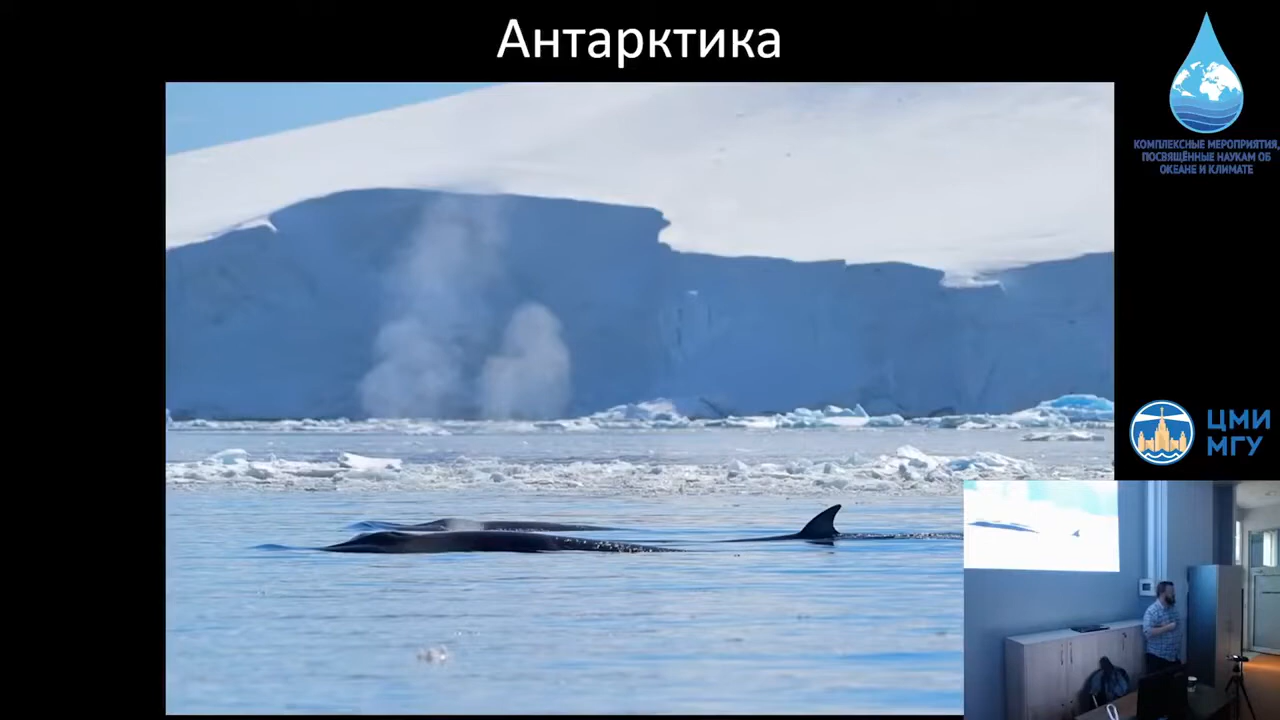 Антарктика
КОМПЛЕКСНЫЕ МЕРОПРИЯТИЯ,
ПОСВЯЩЁННЫЕ НАУКАМ ОБ
ОКЕАНЕ И КЛИМАТЕ
ЦМИ
МГУ